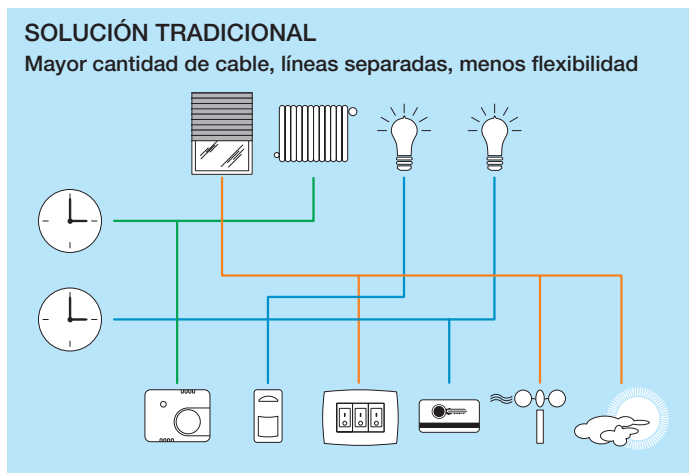 SOLUCIÓN TRADICIONAL
Mayor cantidad de cable, líneas separadas, menos flexibilidad